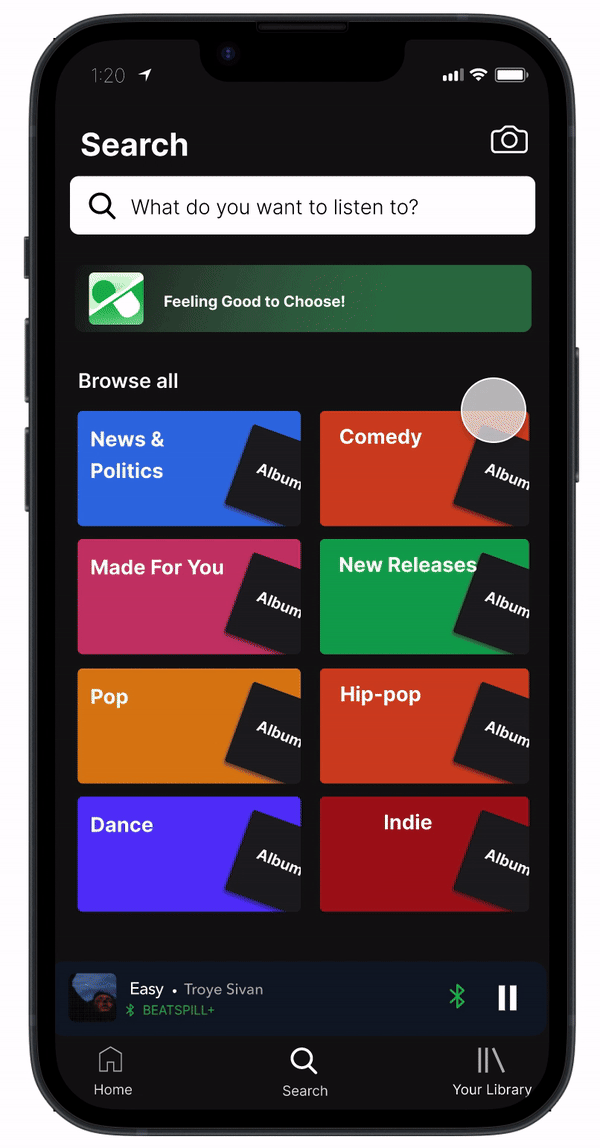 1:20
Search
What do you want to listen to?
Feeling Good to Choose!
Browse all
News &
Politics
Album
Comedy
Album
Made For You
Album
New Releases
Album
Pop
Album
Hip-pop
Album
Dance
Album
Indie
Album
Easy • Troye Sivan
BEATSPILL+
Home
Search
Your Library